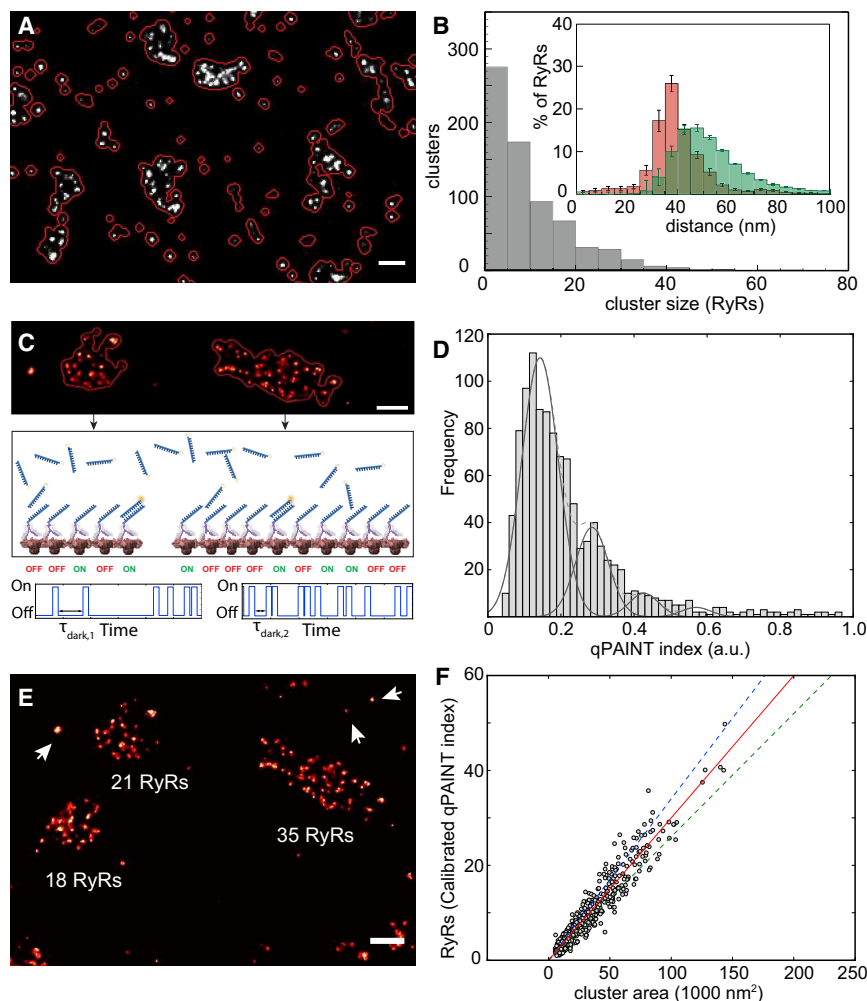 A
B
350
300
200
100
0
clusters
0
20
40
60
80
cluster size (RyRs)
40
30
20
10
0
% of RyRs
0
20
40
60
80
100
distance (nm)
C
OFF OFF ON OFF ON
OFF OFF OFF ON OFF ON ON OFF OFF
On
Off
τdark,1 Time
On
Off
τdark,2 Time
D
120
100
80
60
40
20
Frequency
0
0.2
0.4
0.6
0.8
1.0
qPAINT index (a.u.)
E
21 RyRs
35 RyRs
18 RyRs
F
60
40
20
0
RyRs (Calibrated qPAINT index)
0
50
100
150
200
250
cluster area (1000 nm²)